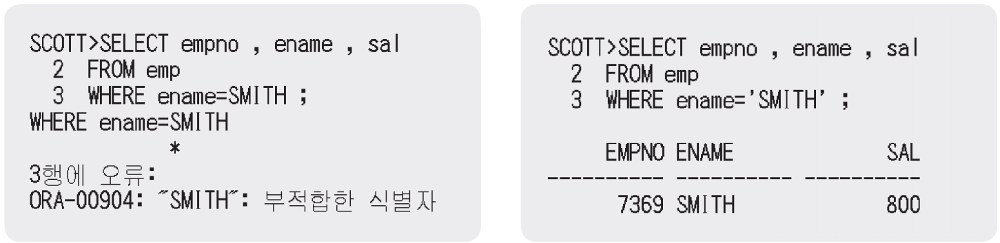 SCOTT>SELECT empno , ename , sal
2 FROM emp
3 WHERE ename=SMITH ;
WHERE ename=SMITH
*
3행에 오류:
ORA-00904: ˝SMITH˝: 부적합한 식별자
SCOTT>SELECT empno , ename , sal
2 FROM emp
3 WHERE ename='SMITH' ;
EMPNO ENAME SAL
---------- ---------- ----------
7369 SMITH 800